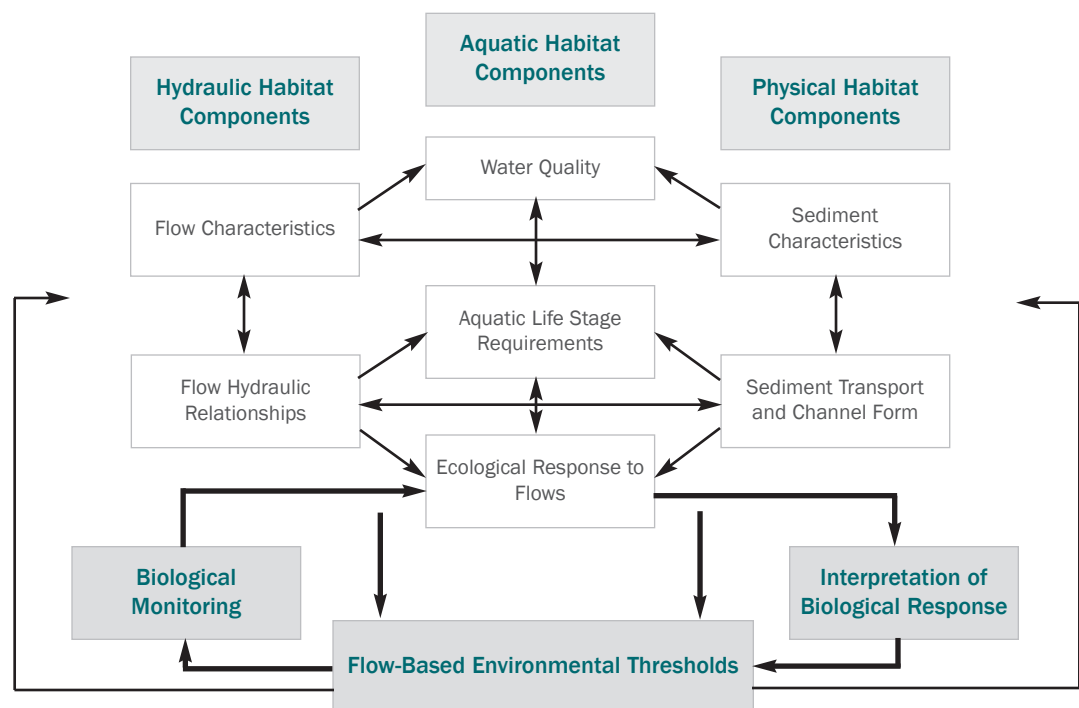 Aquatic Habitat
Components
Hydraulic Habitat
Components
Physical Habitat
Components
Water Quality
Flow Characteristics
Sediment
Characteristics
Aquatic Life Stage
Requirements
Flow Hydraulic
Relationships
Sediment Transport
and Channel Form
Ecological Response to
Flows
Biological
Monitoring
Interpretation of
Biological Response
Flow-Based Environmental Thresholds